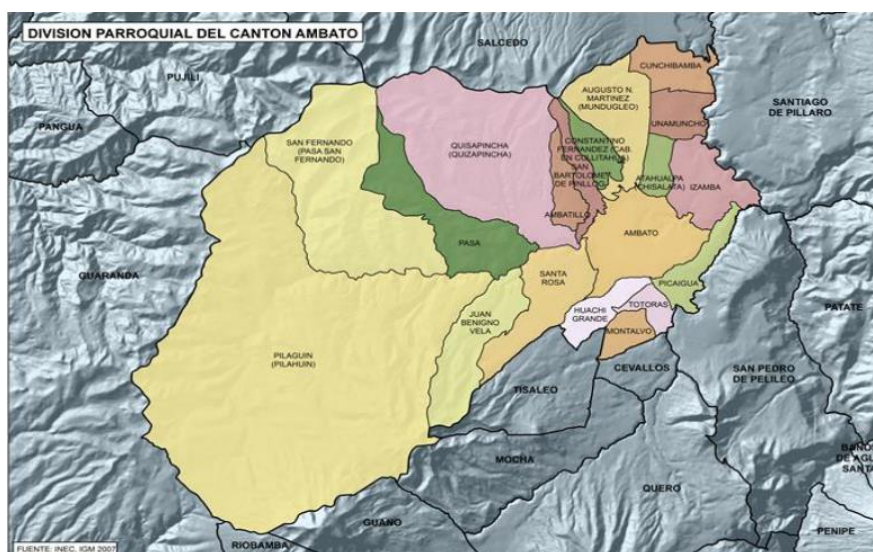 DIVISION PARROQUIAL DEL CANTON AMBATO
SALCEDO
PUJILI
PANGUA
CUNCHIBAMBA
AUGUSTO N.
MARTINEZ
(MUNDUGLEO)
SANTIAGO
DE PILLARO
UNAMUNCHO
SAN FERNANDO
(PASA SAN
FERNANDO)
QUISAPINCHA
(QUIZAPINCHA)
CONSTANTINO
FERNANDEZ (CAB.
EN CULLITAHUA)
SAN
BARTOLOME
DE PINLLOG
ATAHUALPA
(CHISALATA)
IZAMBA
AMBATILLO
AMBATO
PASA
GUARANDA
SANTA
ROSA
PICAIGUA
HUACHI
GRANDE
TOTORAS
PATATE
JUAN
BENIGNO
VELA
MONTALVO
PILAGUIN
(PILAHUIN)
CEVALLOS
SAN PEDRO
DE PELILEO
TISALEO
MOCHA
QUERO
GUANO
RIOBAMBA
PENIPE
FUENTE: INEC, IGM 2007